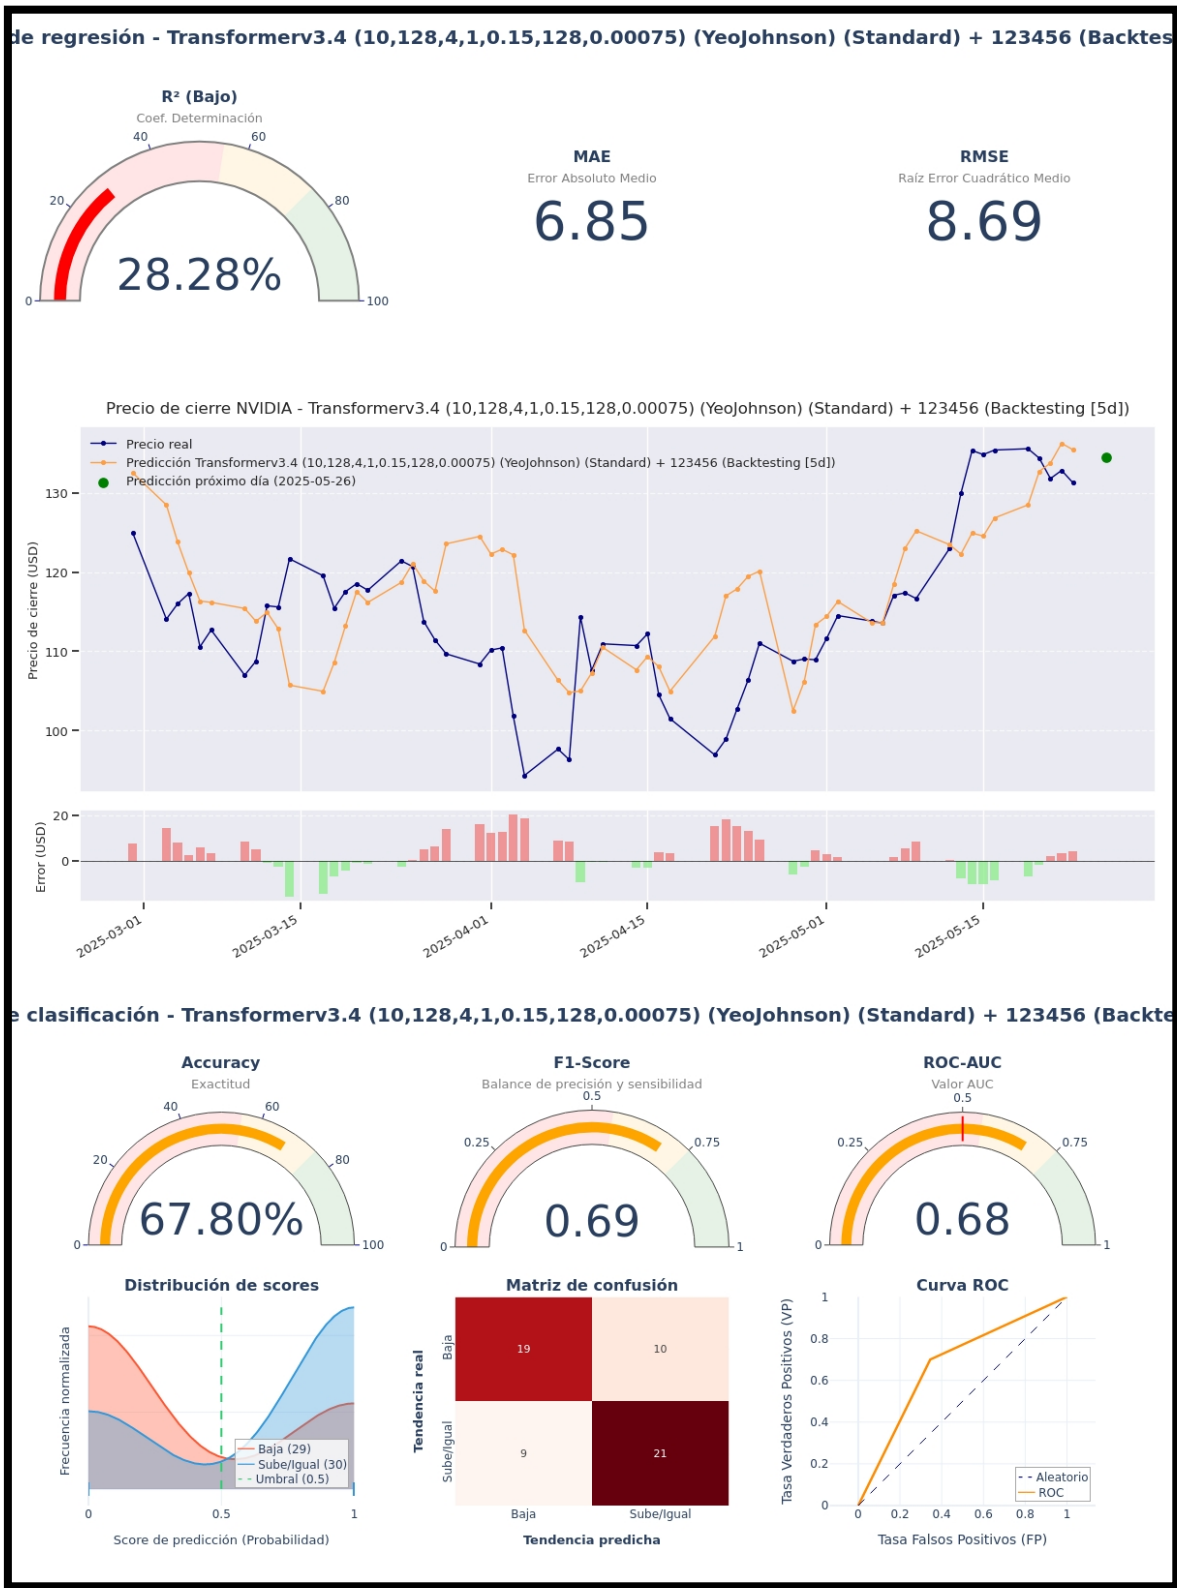 de regresión - Transformerv3.4 (10,128,4,1,0.15,128,0.00075) (YeoJohnson) (Standard) + 123456 (Backtes
R² (Bajo)
Coef. Determinación
0
20
40
60
80
100
28.28%
MAE
Error Absoluto Medio
6.85
RMSE
Raíz Error Cuadrático Medio
8.69
Precio de cierre NVIDIA - Transformerv3.4 (10,128,4,1,0.15,128,0.00075) (YeoJohnson) (Standard) + 123456 (Backtesting [5d])
Precio real
Predicción Transformerv3.4 (10,128,4,1,0.15,128,0.00075) (YeoJohnson) (Standard) + 123456 (Backtesting [5d])
Predicción próximo día (2025-05-26)
Precio de cierre (USD)
130
120
110
100
Error (USD)
20
0
2025-03-01
2025-03-15
2025-04-01
2025-04-15
2025-05-01
2025-05-15
e clasificación - Transformerv3.4 (10,128,4,1,0.15,128,0.00075) (YeoJohnson) (Standard) + 123456 (Backte
Accuracy
Exactitud
0
20
40
60
80
100
67.80%
F1-Score
Balance de precisión y sensibilidad
0
0.25
0.5
0.75
1
0.69
ROC-AUC
Valor AUC
0
0.25
0.5
0.75
1
0.68
Distribución de scores
Frecuencia normalizada
Baja (29)
Sube/Igual (30)
Umbral (0.5)
0
0.5
1
Score de predicción (Probabilidad)
Matriz de confusión
Tendencia real
Baja
Sube/Igual
19
10
9
21
Baja
Sube/Igual
Tendencia predicha
Curva ROC
Tasa Verdaderos Positivos (VP)
1
0.8
0.6
0.4
0.2
0
Aleatorio
ROC
0
0.2
0.4
0.6
0.8
1
Tasa Falsos Positivos (FP)